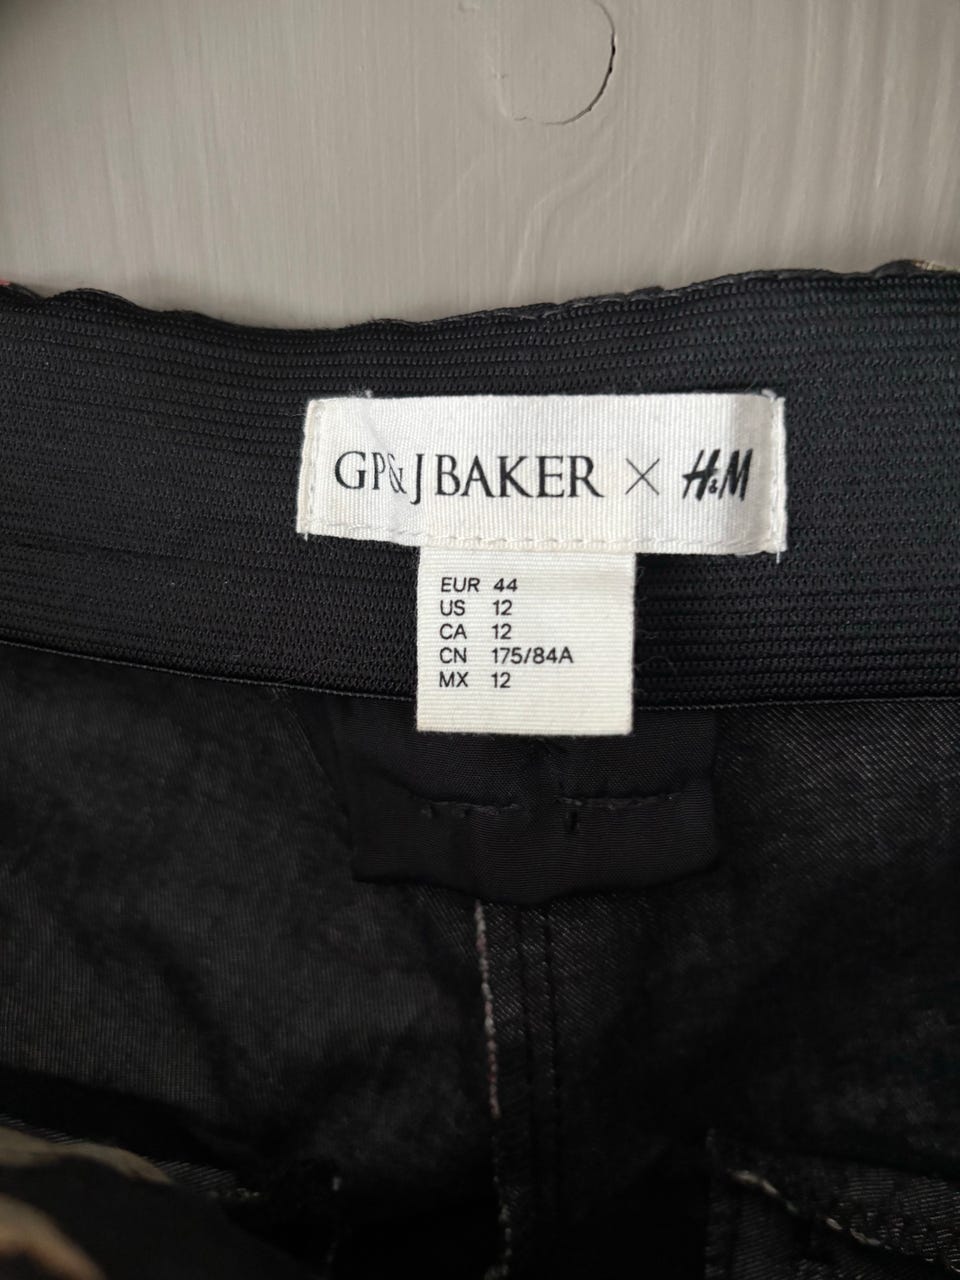 GP&J BAKER × H&M
EUR 44
US 12
CA 12
CN 175/84A
MX 12